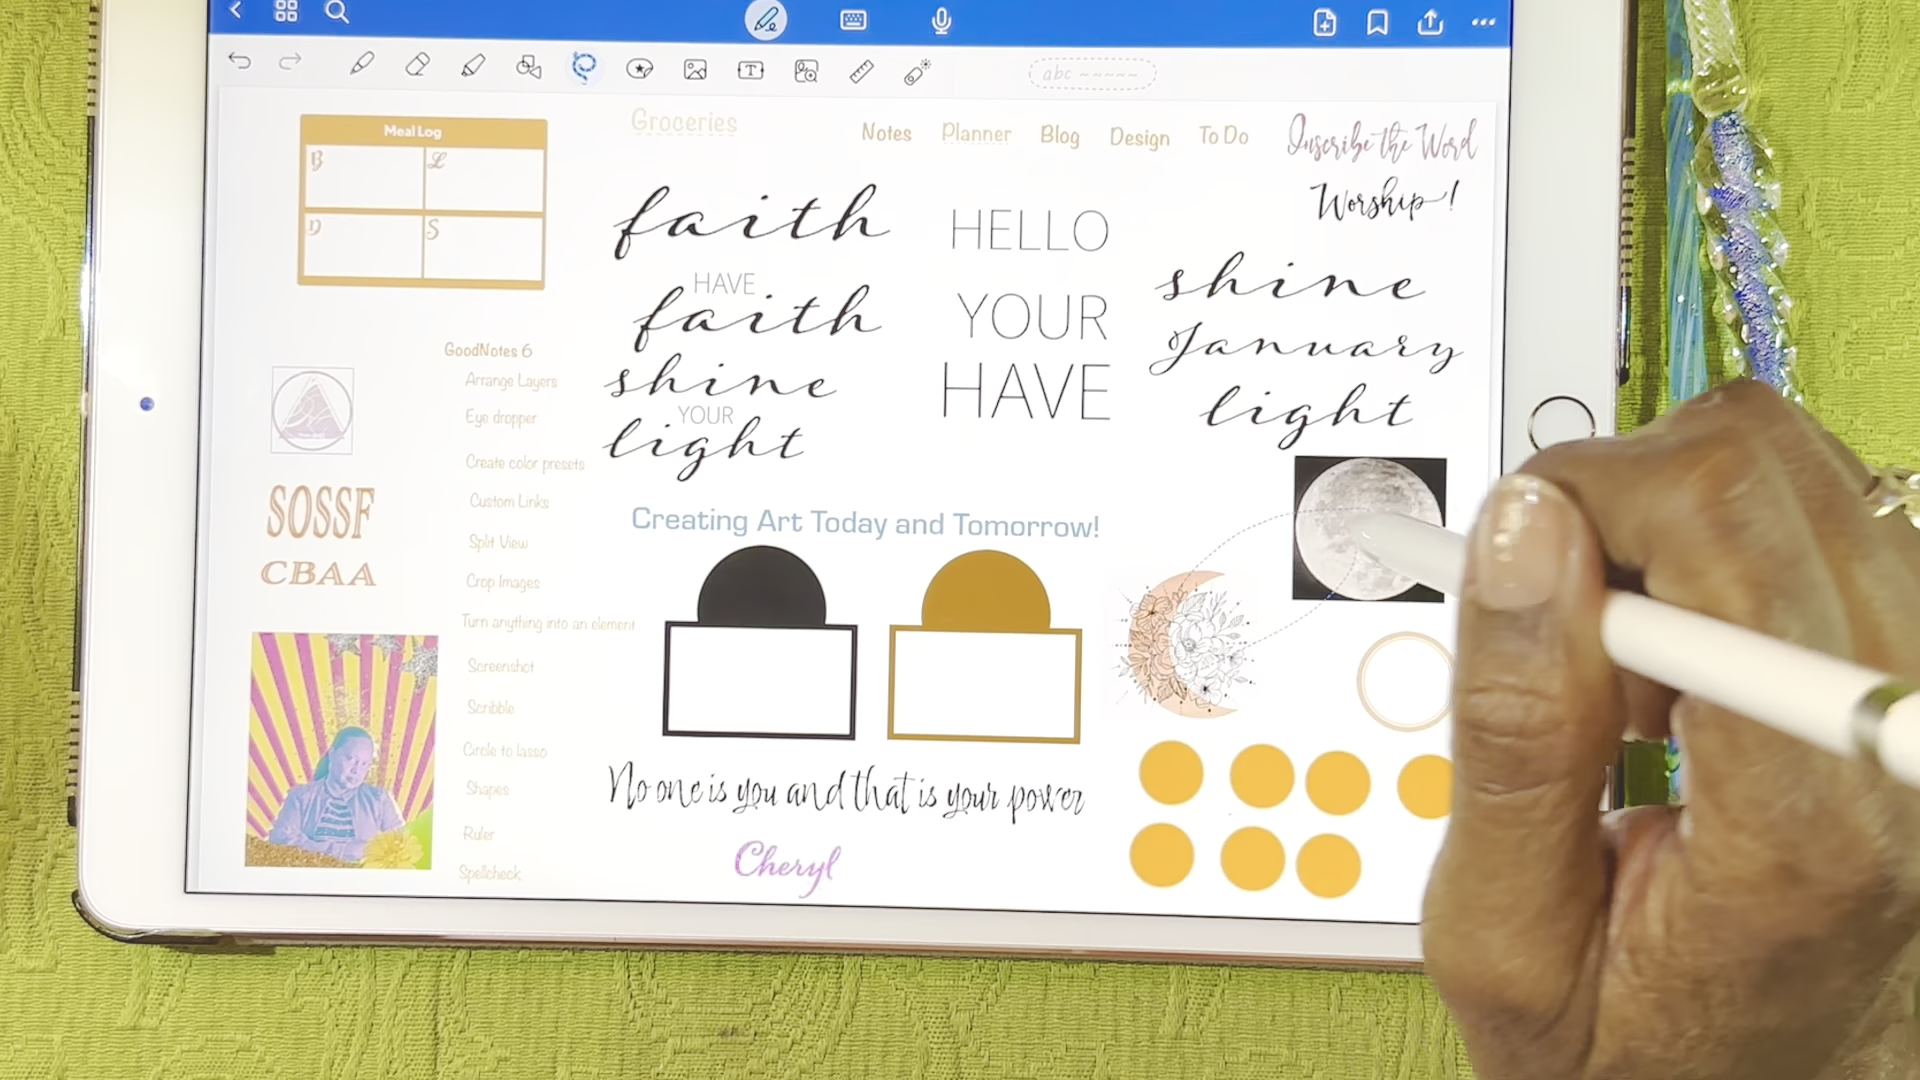 abc
Meal Log
B
L
D
S
Groceries
Notes
Planner
Blog
Design
To Do
Inscribe the Word
Worship!
faith
HAVE
faith
shine
YOUR
light
HELLO
YOUR
HAVE
shine
January
light
GoodNotes 6
Arrange Layers
Eye dropper
Create color presets
Custom Links
Split View
Crop Images
Turn anything into an element
Screenshot
Scribble
Circle to lasso
Shapes
Ruler
Spellcheck
SOSSF
CBAA
Creating Art Today and Tomorrow!
No one is you and that is your power
Cheryl